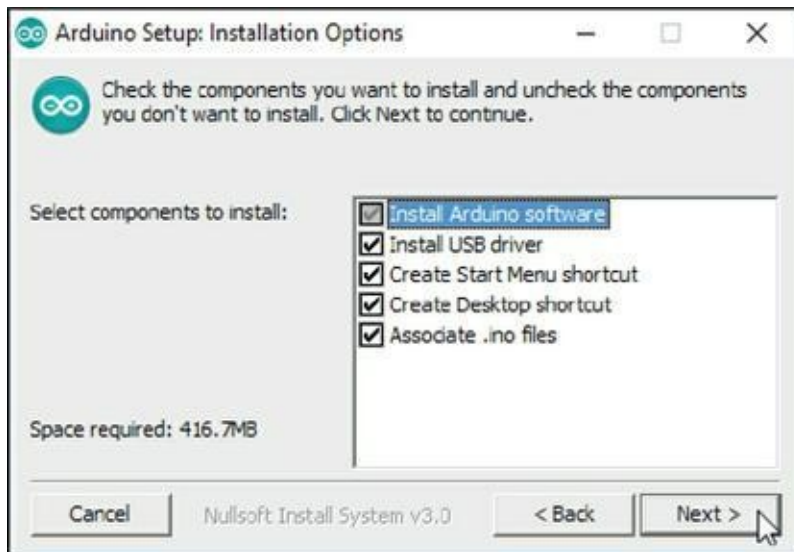 Arduino Setup: Installation Options
Check the components you want to install and uncheck the components
you don't want to install. Click Next to continue.
Select components to install:
Install Arduino software
Install USB driver
Create Start Menu shortcut
Create Desktop shortcut
Associate .ino files
Space required: 416.7MB
Cancel
Nullsoft Install System v3.0
< Back
Next >